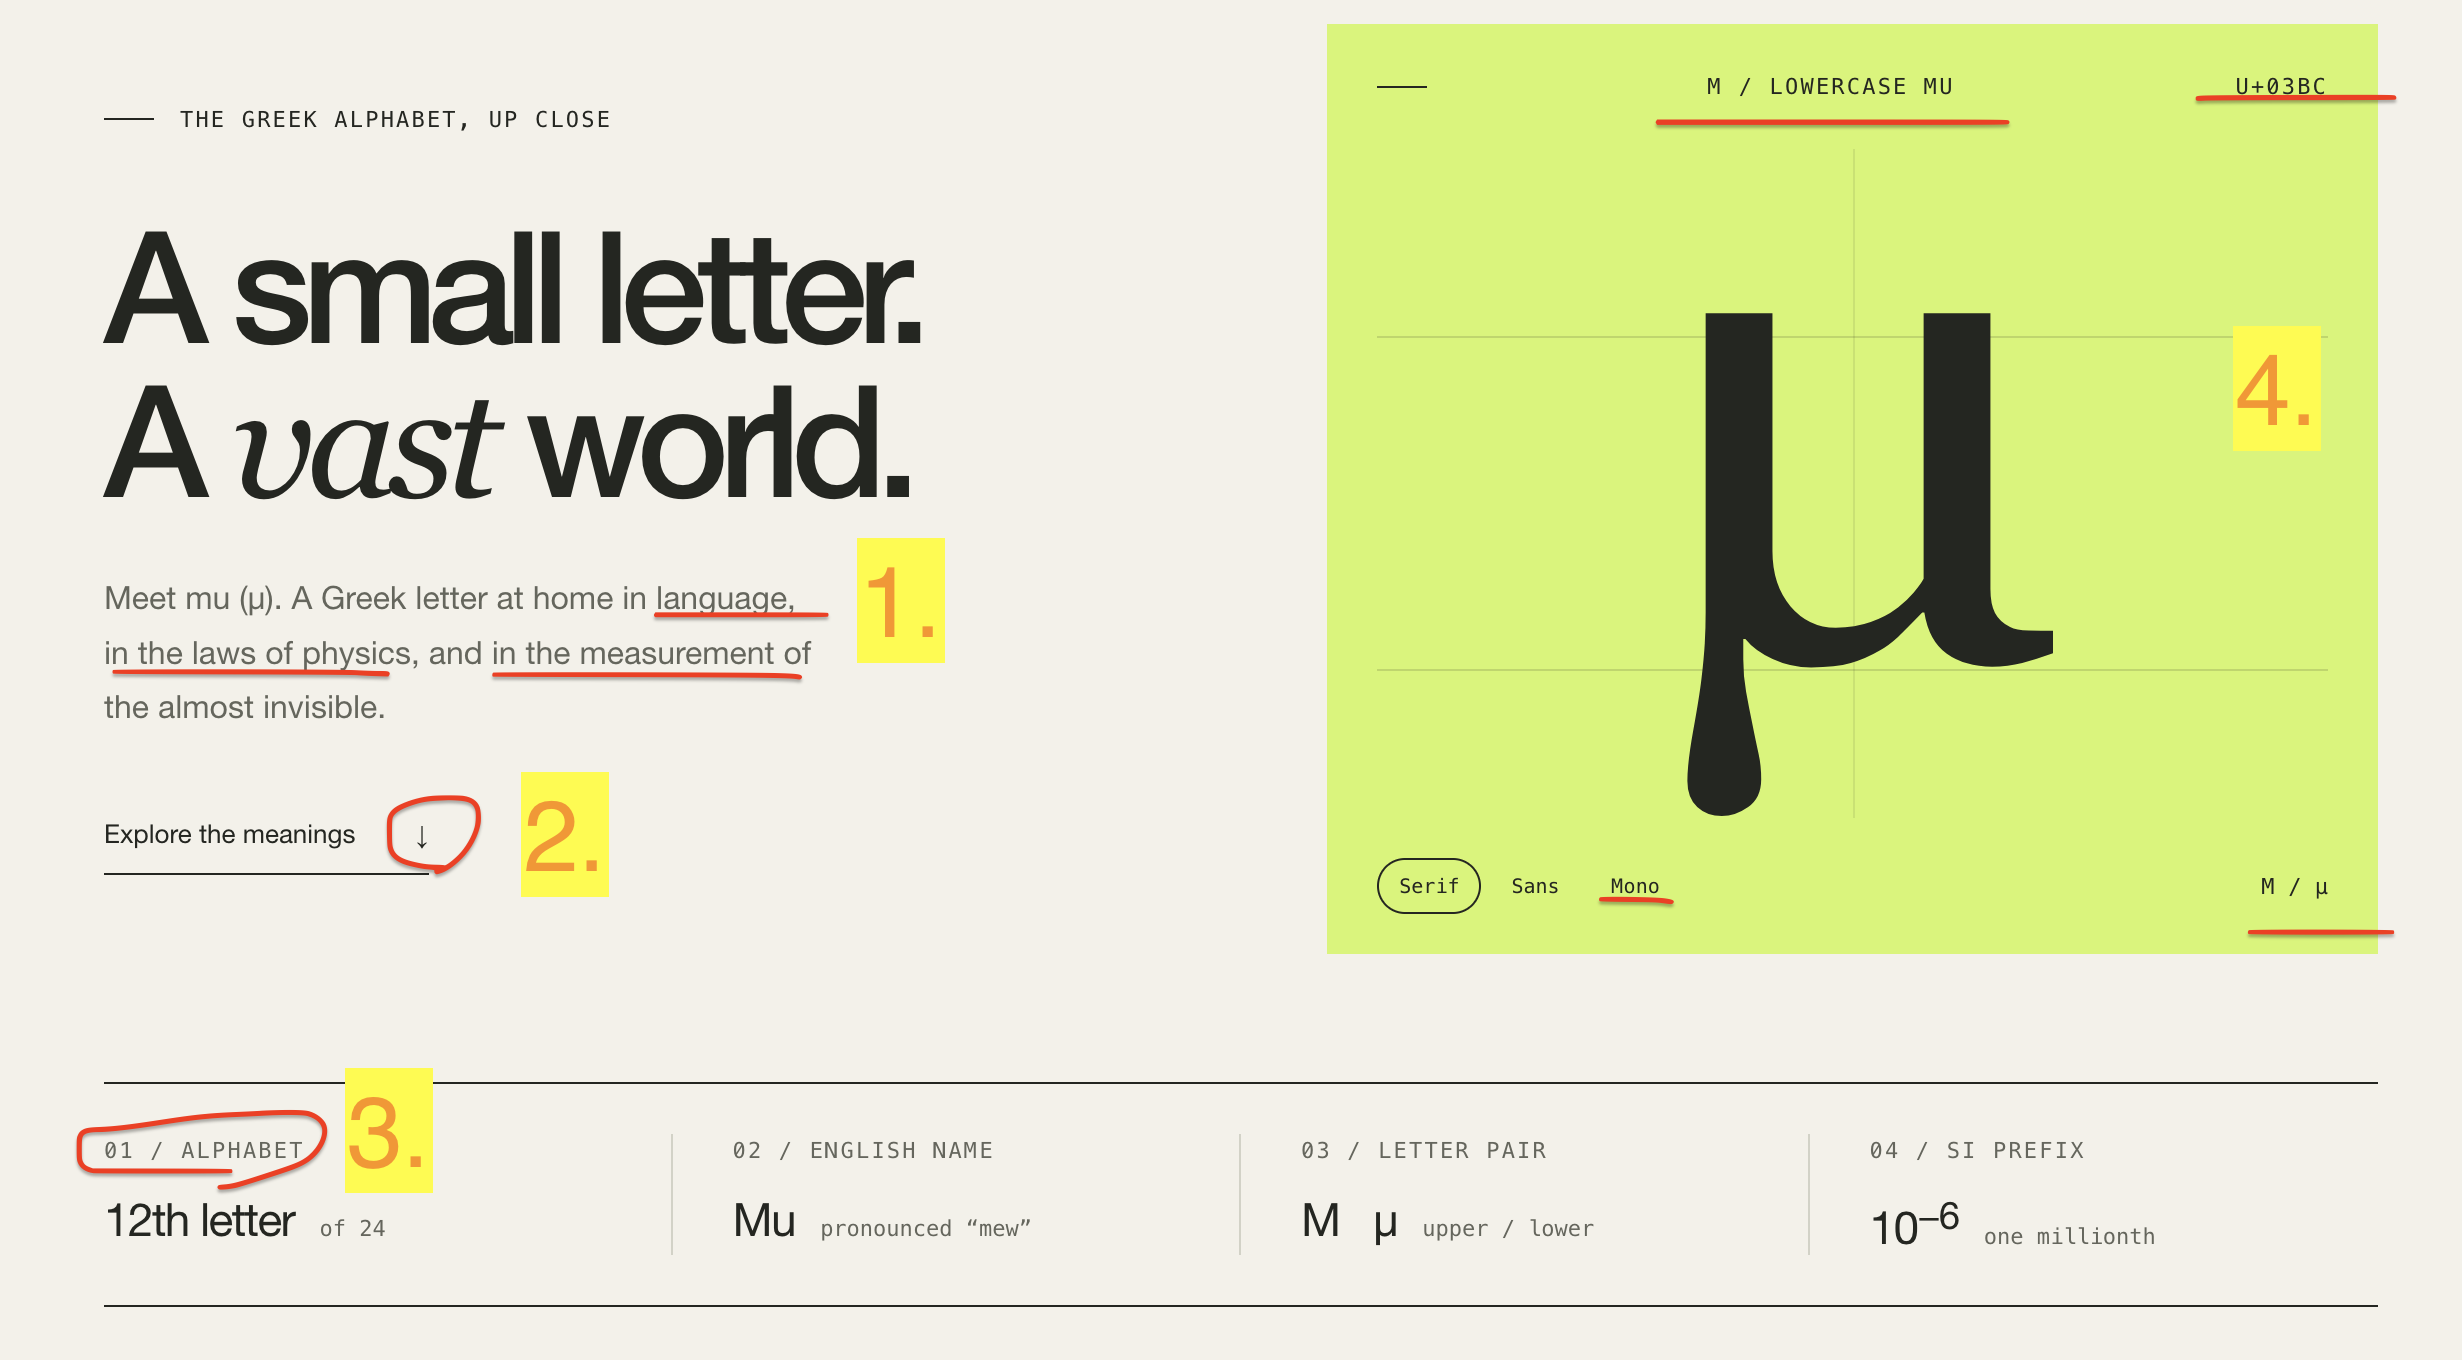 THE GREEK ALPHABET, UP CLOSE
A small letter.
A vast world.
Meet mu (μ). A Greek letter at home in language,
in the laws of physics, and in the measurement of
the almost invisible.
1.
Explore the meanings ↓
2.
M / LOWERCASE MU
U+03BC
μ
4.
Serif Sans Mono
Μ / μ
3.
01 / ALPHABET
12th letter of 24
02 / ENGLISH NAME
Mu pronounced “mew”
03 / LETTER PAIR
Μ μ upper / lower
04 / SI PREFIX
10⁻⁶ one millionth